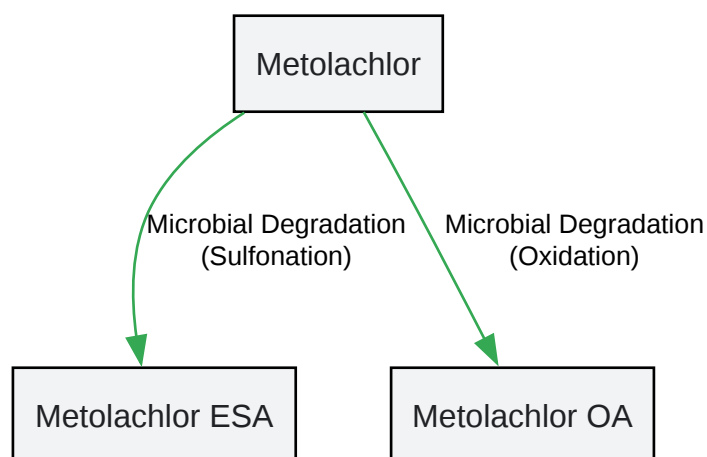 Metolachlor
Microbial Degradation
(Sulfonation)
Microbial Degradation
(Oxidation)
Metolachlor ESA
Metolachlor OA